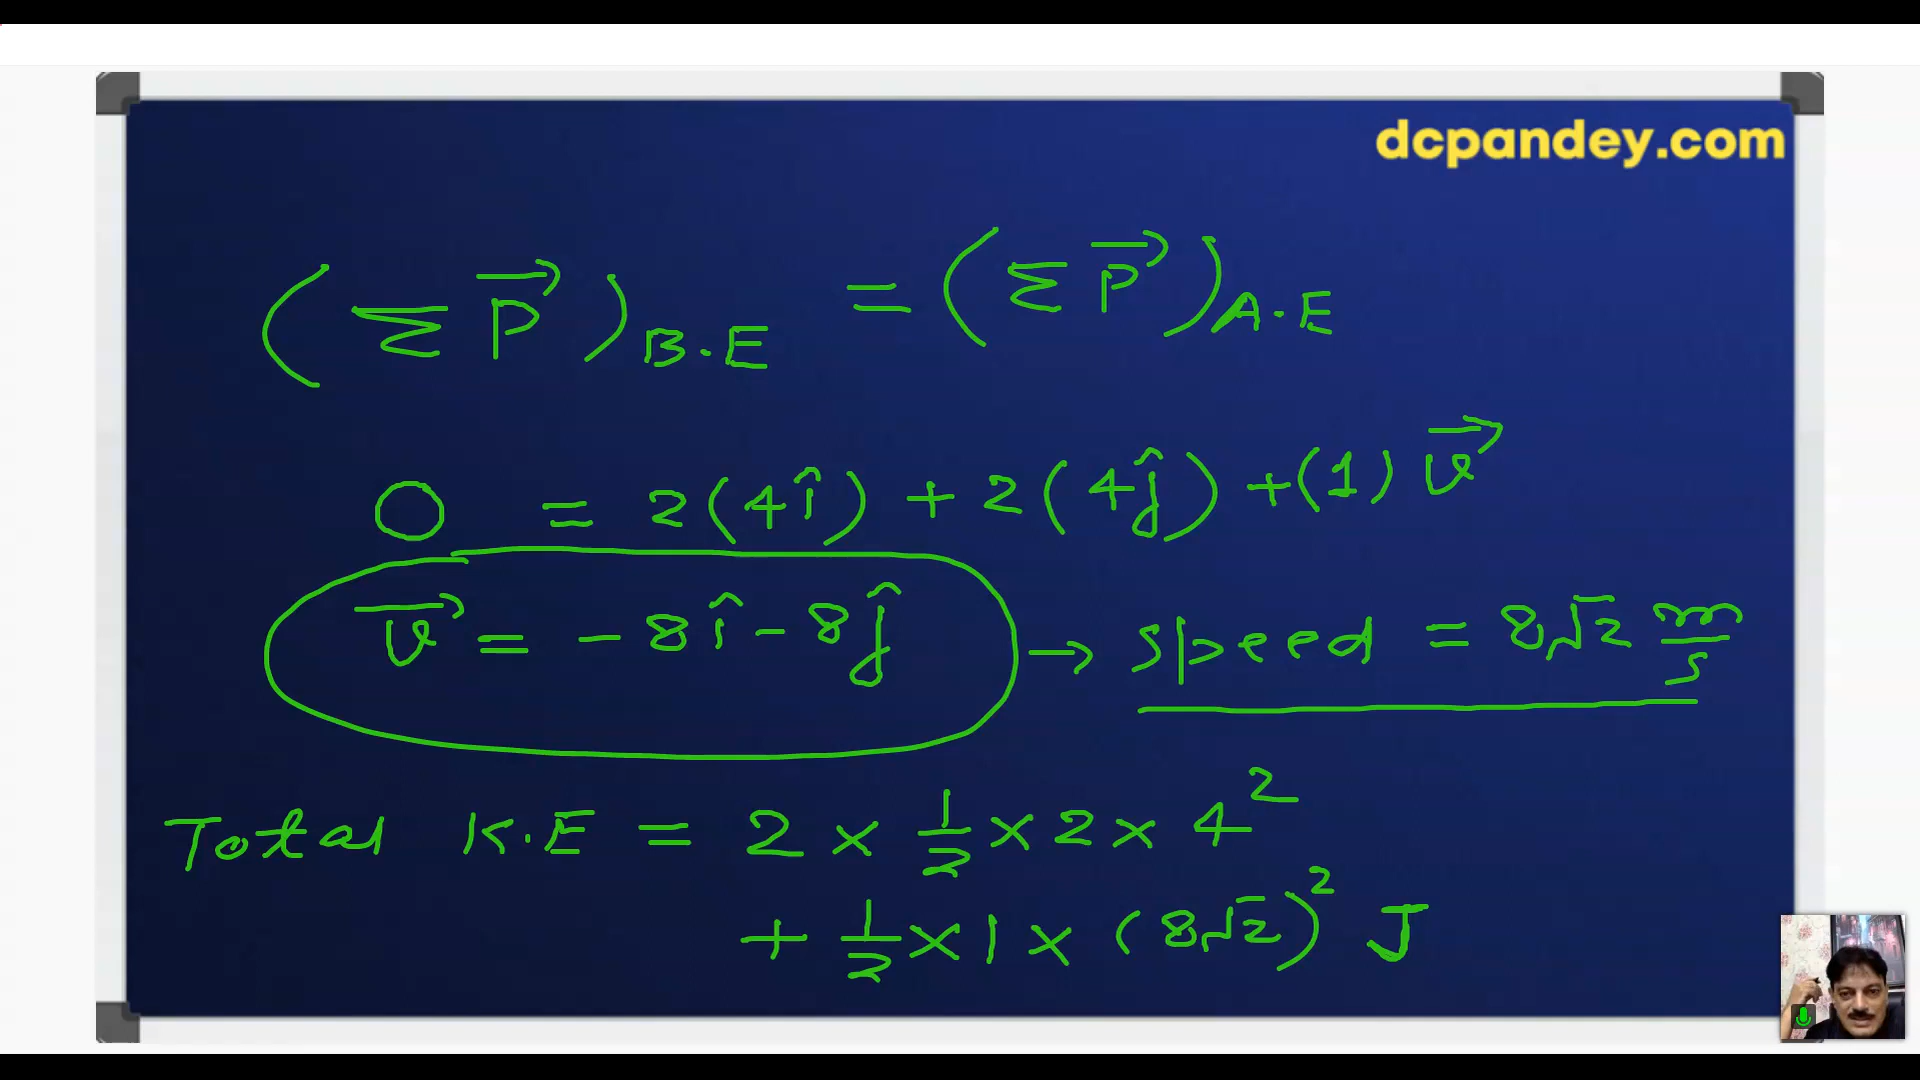 dcpandey.com
(Σ P⃗)B.E = (Σ P⃗)A.E
0 = 2(4î) + 2(4ĵ) + (1) v⃗
v⃗ = -8î - 8ĵ → speed = 8√2 m/s
Total K.E = 2 × 1/2 × 2 × 4²
+ 1/2 × 1 × (8√2)² J